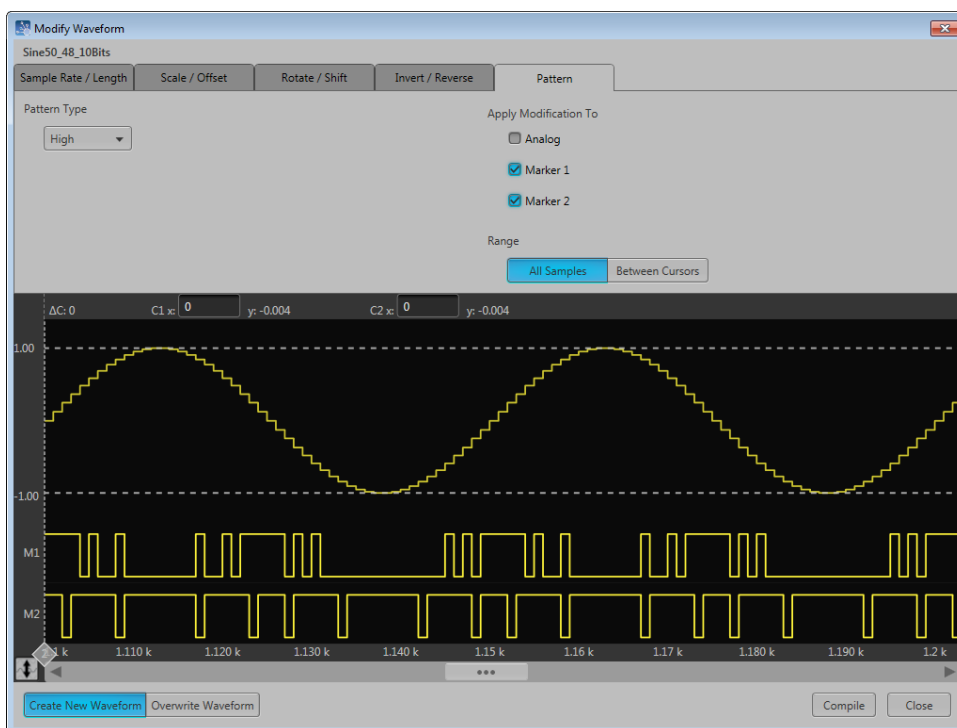 Modify Waveform
Sine50_48_10Bits
Sample Rate / Length Scale / Offset Rotate / Shift Invert / Reverse Pattern
Pattern Type
High
Apply Modification To
Analog
Marker 1
Marker 2
Range
All Samples Between Cursors
ΔC: 0 C1 x: 0 y: -0.004 C2 x: 0 y: -0.004
1.00
-1.00
M1
M2
1.110 k 1.120 k 1.130 k 1.140 k 1.15 k 1.16 k 1.17 k 1.180 k 1.190 k 1.2 k
Create New Waveform Overwrite Waveform Compile Close